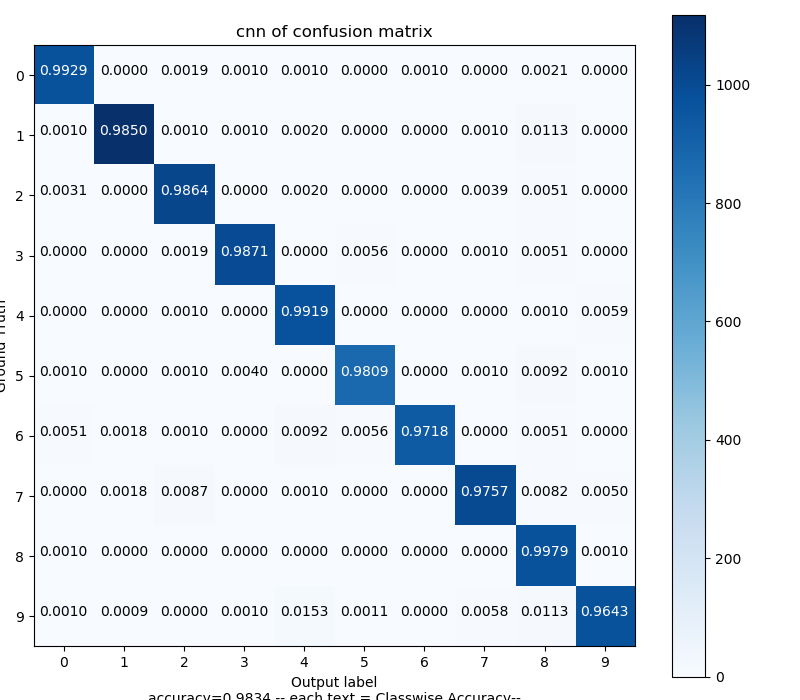 cnn of confusion matrix
0 0.9929 0.0000 0.0019 0.0010 0.0010 0.0000 0.0010 0.0000 0.0021 0.0000
1 0.0010 0.9850 0.0010 0.0010 0.0020 0.0000 0.0000 0.0010 0.0113 0.0000
2 0.0031 0.0000 0.9864 0.0000 0.0020 0.0000 0.0000 0.0039 0.0051 0.0000
3 0.0000 0.0000 0.0019 0.9871 0.0000 0.0056 0.0000 0.0010 0.0051 0.0000
4 0.0000 0.0000 0.0010 0.0000 0.9919 0.0000 0.0000 0.0000 0.0010 0.0059
5 0.0010 0.0000 0.0010 0.0040 0.0000 0.9809 0.0000 0.0010 0.0092 0.0010
6 0.0051 0.0018 0.0010 0.0000 0.0092 0.0056 0.9718 0.0000 0.0051 0.0000
7 0.0000 0.0018 0.0087 0.0000 0.0010 0.0000 0.0000 0.9757 0.0082 0.0050
8 0.0010 0.0000 0.0000 0.0000 0.0000 0.0000 0.0000 0.0000 0.9979 0.0010
9 0.0010 0.0009 0.0000 0.0010 0.0153 0.0011 0.0000 0.0058 0.0113 0.9643
0 1 2 3 4 5 6 7 8 9
Output label
accuracy=0.9834 -- each text = Classwise Accuracy--
Ground Truth
1000
800
600
400
200
0